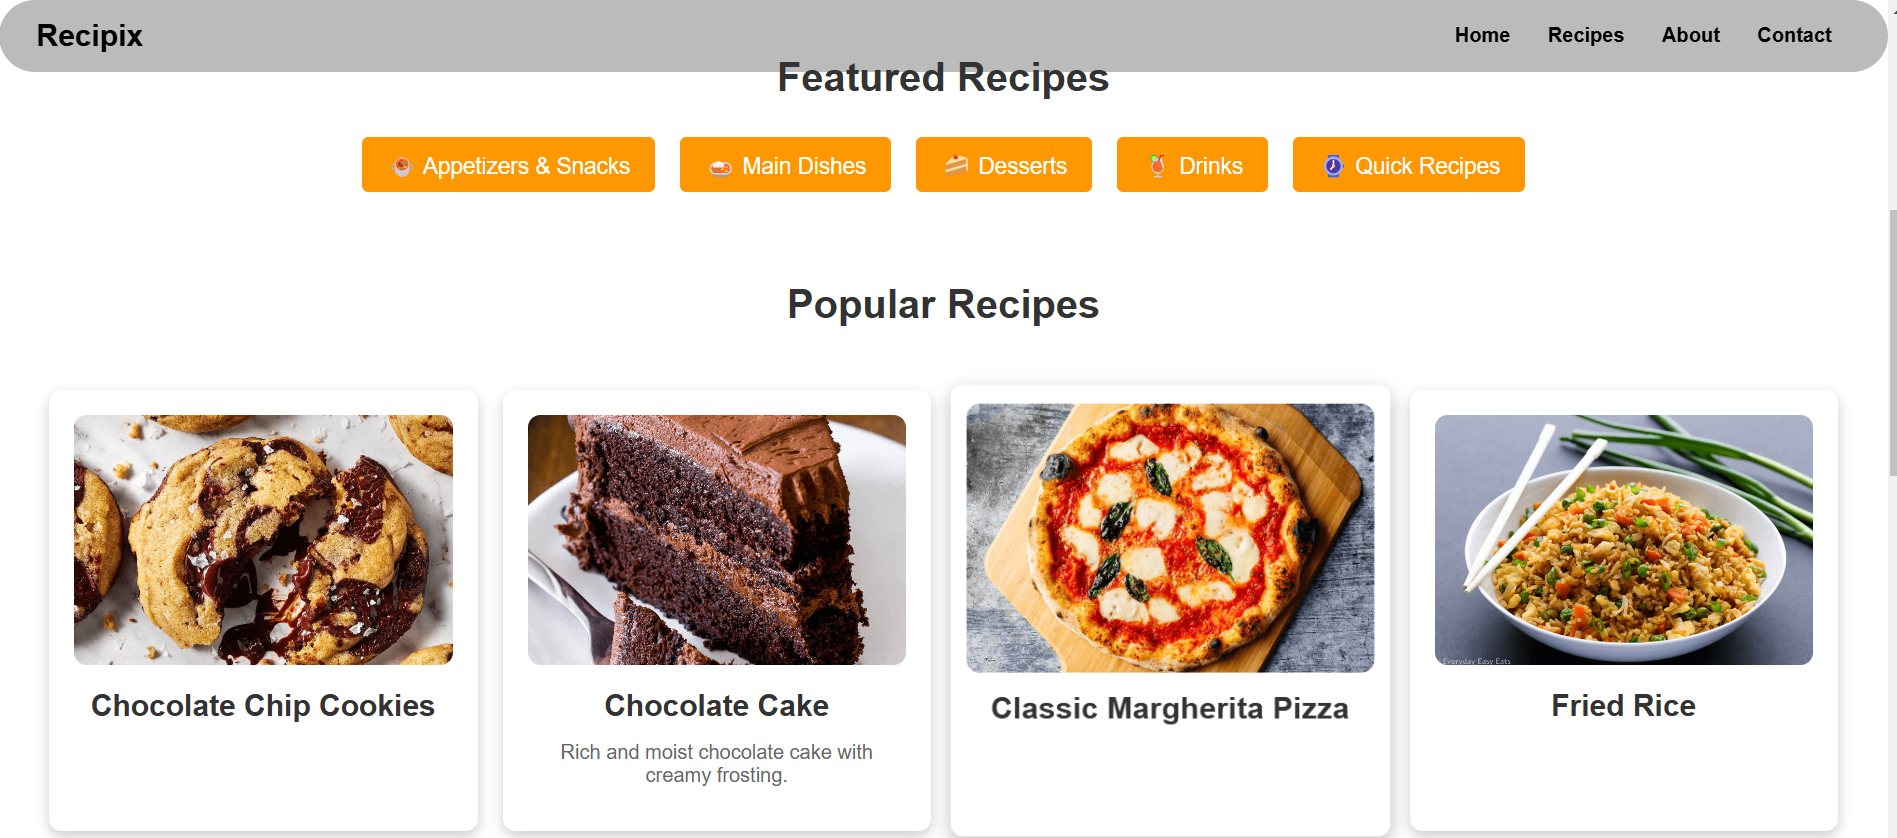 Recipix
Home Recipes About Contact
Featured Recipes
Appetizers & Snacks
Main Dishes
Desserts
Drinks
Quick Recipes
Popular Recipes
Chocolate Chip Cookies
Chocolate Cake
Rich and moist chocolate cake with
creamy frosting.
Classic Margherita Pizza
Everyday Easy Eats
Fried Rice